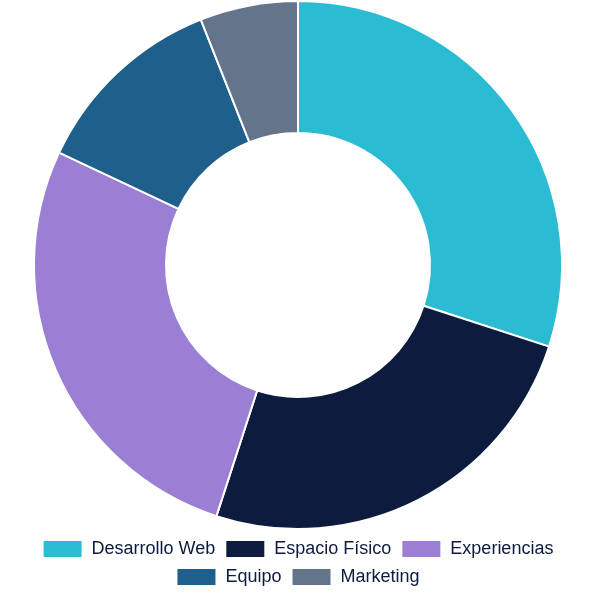 Desarrollo Web Espacio Físico Experiencias
Equipo Marketing